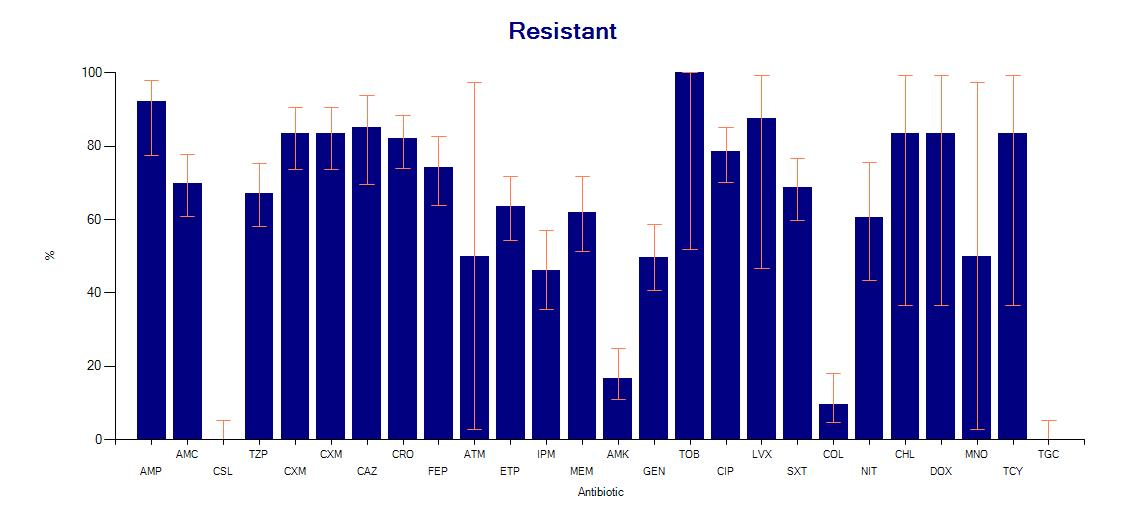 Resistant
100
80
60
40
20
0
%
AMC TZP CXM CRO ATM IPM AMK TOB LVX COL CHL MNO TGC
AMP CSL CXM CAZ FEP ETP MEM GEN CIP SXT NIT DOX TCY
Antibiotic